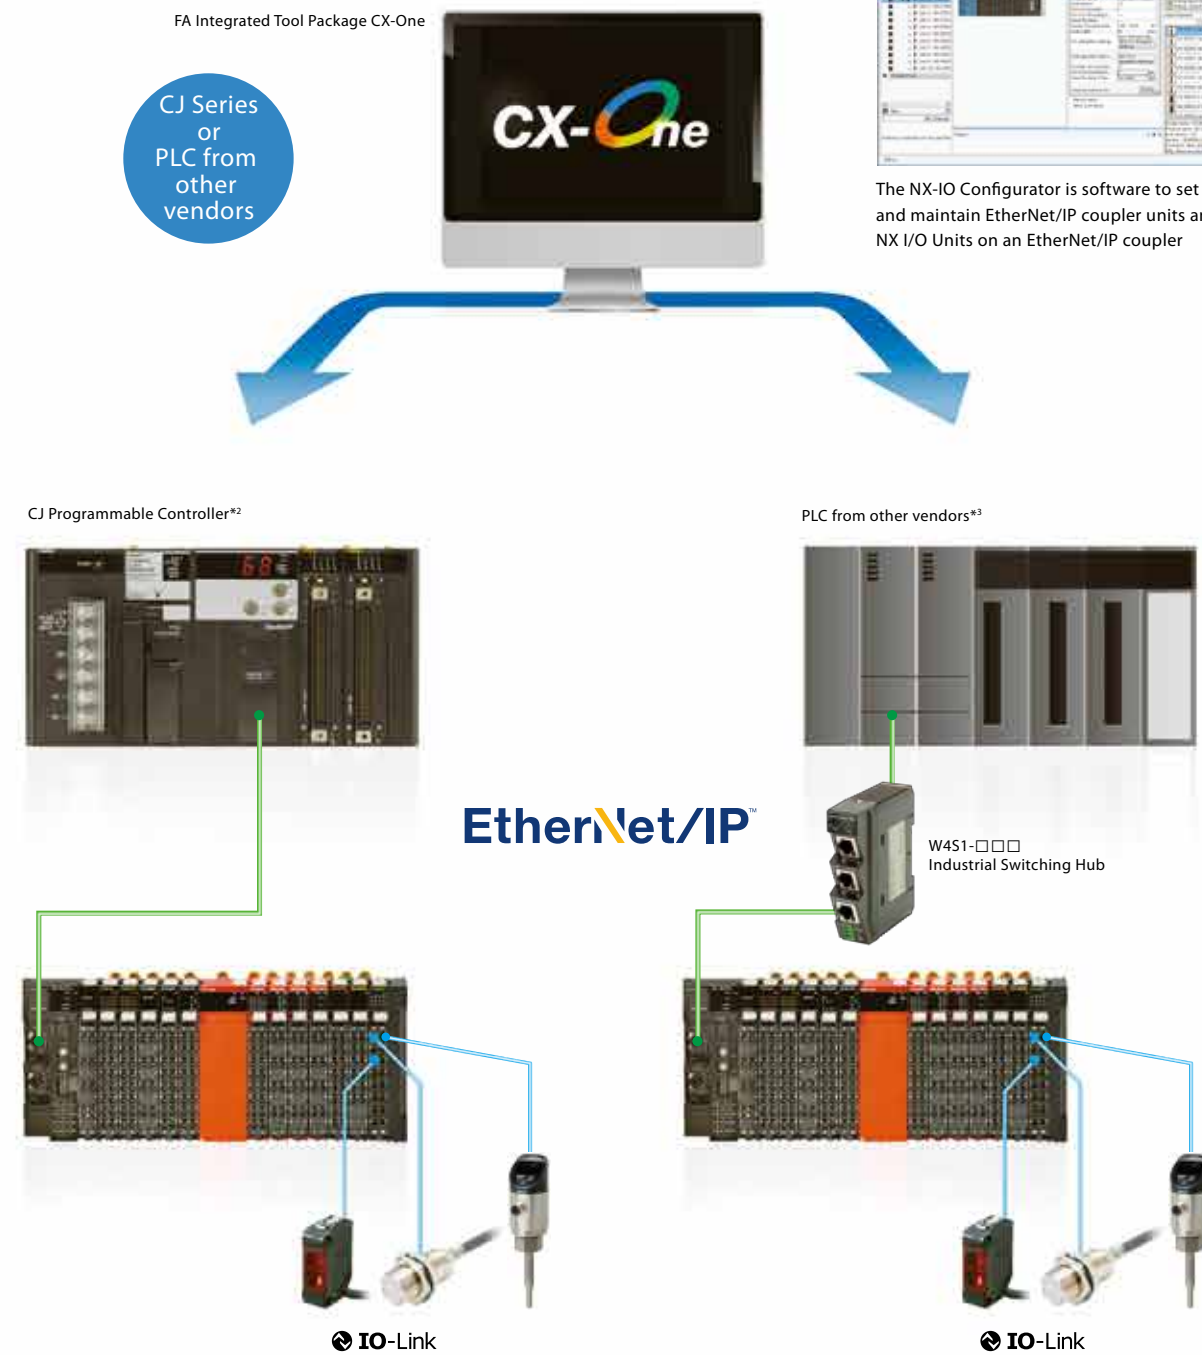 FA Integrated Tool Package CX-One
CJ Series
or
PLC from
other
vendors
CX-One
The NX-IO Configurator is software to set
and maintain EtherNet/IP coupler units
NX I/O Units on an EtherNet/IP coupler
CJ Programmable Controller*2
PLC from other vendors*3
68
EtherNet/IP™
W4S1-□□□
Industrial Switching Hub
IO-Link
IO-Link